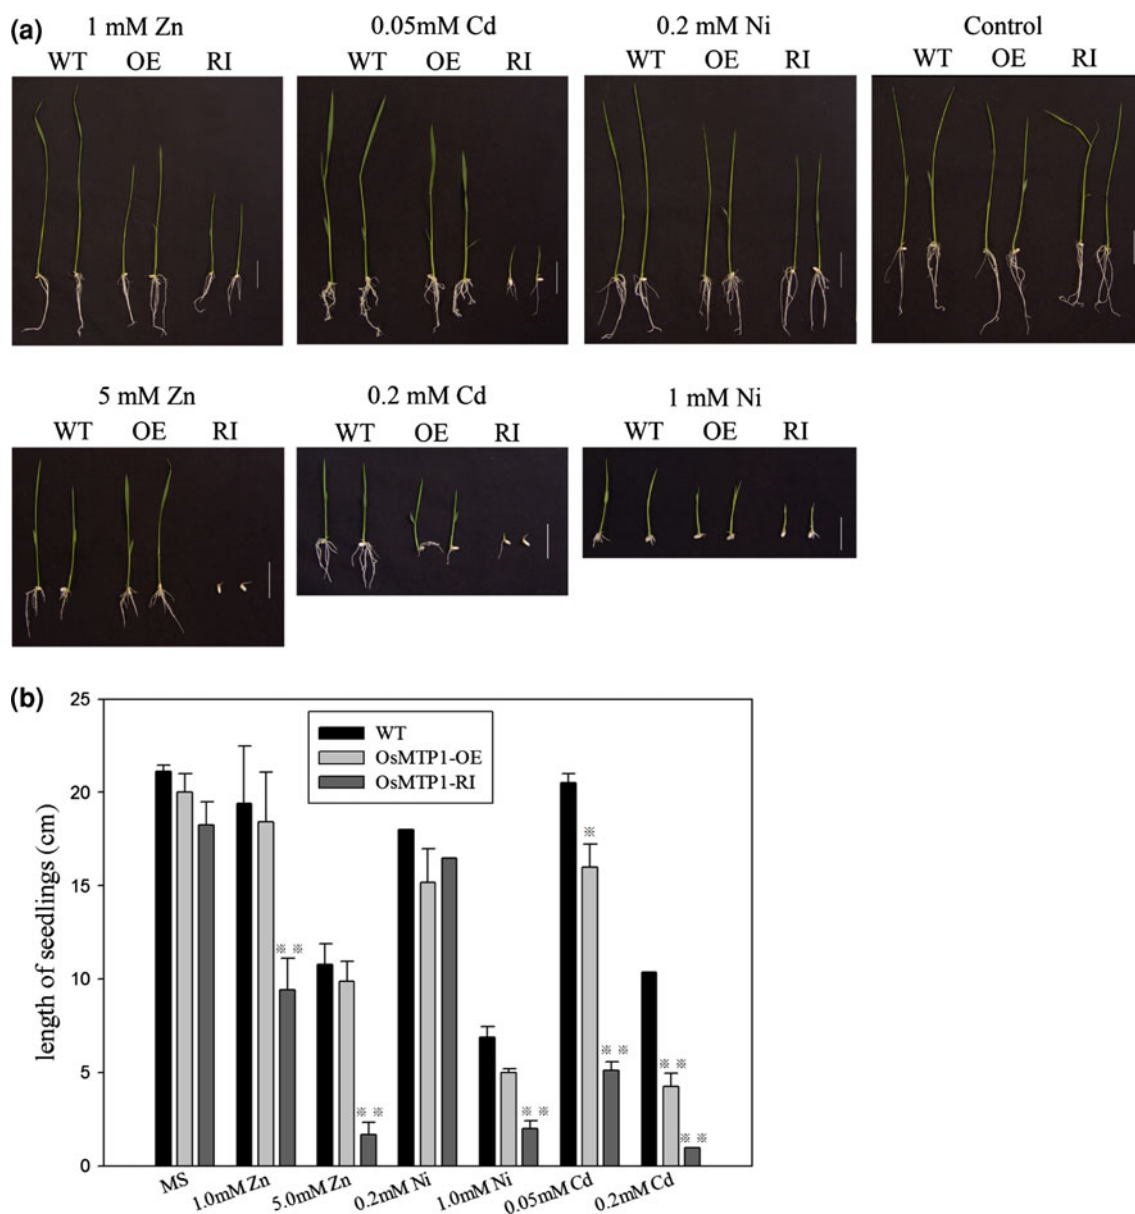 (a)
1 mM Zn
WT OE RI
0.05mM Cd
WT OE RI
0.2 mM Ni
WT OE RI
Control
WT OE RI
5 mM Zn
WT OE RI
0.2 mM Cd
WT OE RI
1 mM Ni
WT OE RI
(b)
length of seedlings (cm)
25
20
15
10
5
0
WT
OsMTP1-OE
OsMTP1-RI
※ ※
※ ※
※ ※
※
※ ※
※ ※
※ ※
MS
1.0mM Zn
5.0mM Zn
0.2mM Ni
1.0mM Ni
0.05mM Cd
0.2mM Cd